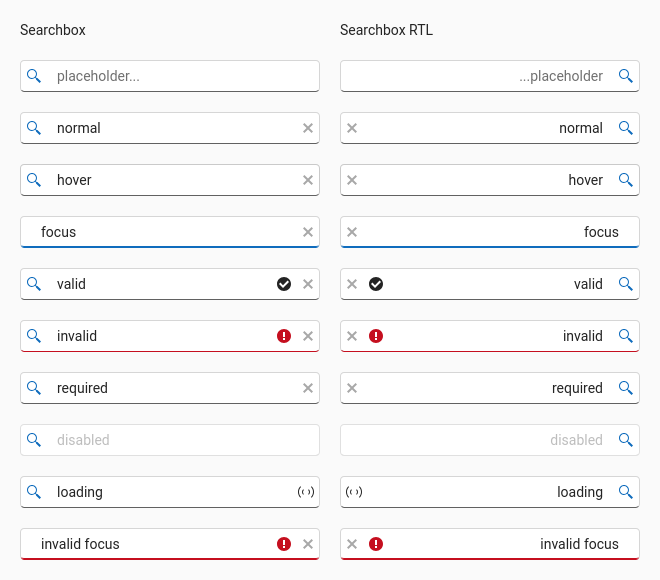 Searchbox
Searchbox RTL
placeholder...
...placeholder
normal
normal
hover
hover
focus
focus
valid
valid
invalid
invalid
required
required
disabled
disabled
loading
loading
invalid focus
invalid focus